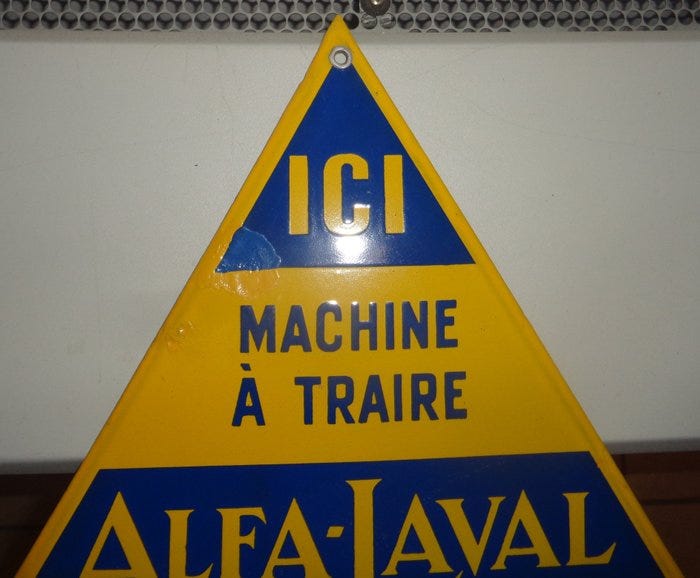 ICI
MACHINE
À TRAIRE
ALFA-LAVAL